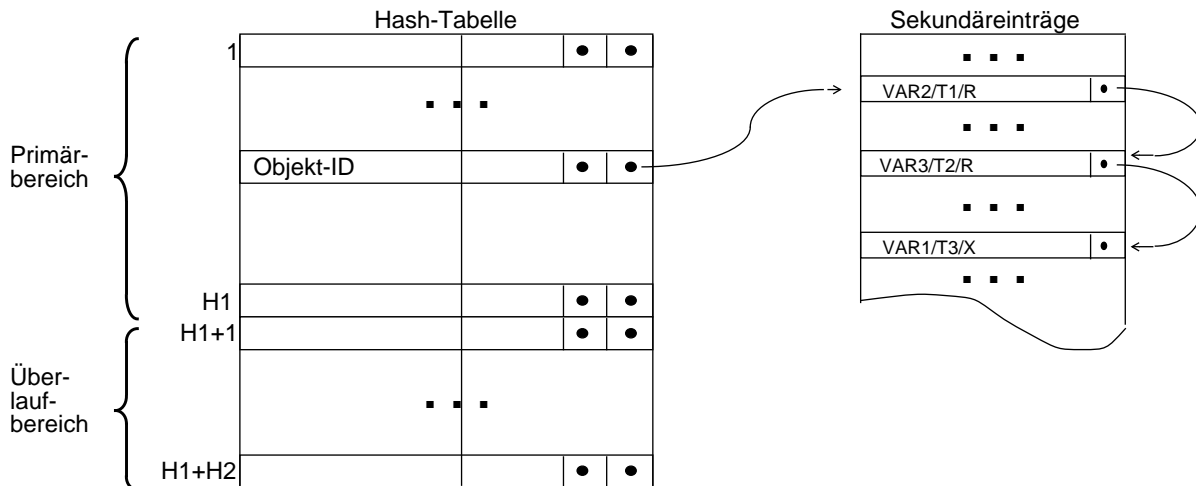 Hash-Tabelle
Sekundäreinträge
1
. . .
. . .
VAR2/T1/R
. . .
Primär-
bereich
Objekt-ID
VAR3/T2/R
. . .
VAR1/T3/X
. . .
H1
H1+1
Über-
lauf-
bereich
. . .
H1+H2